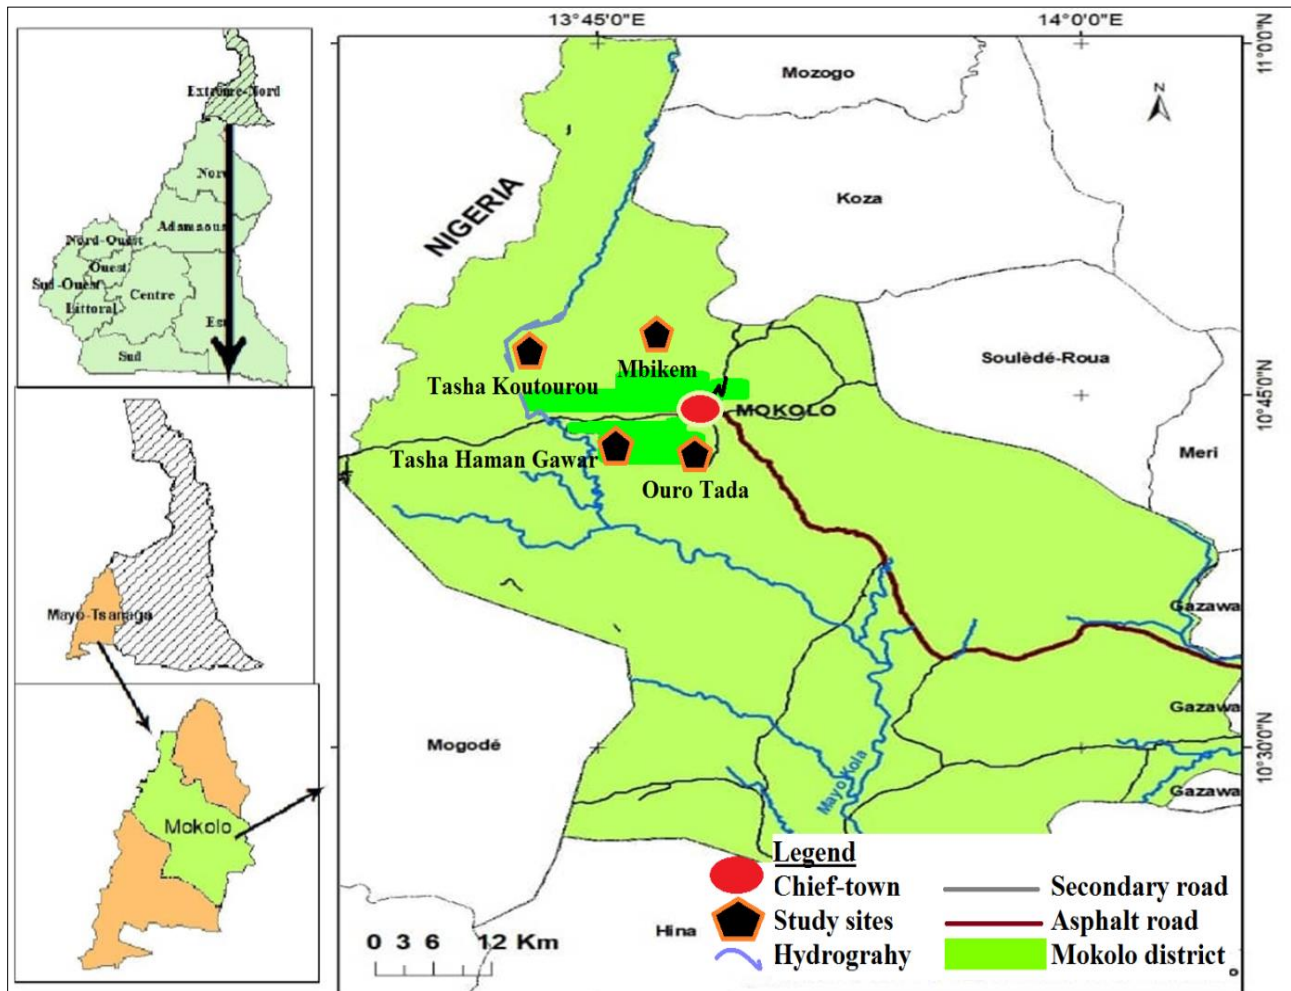 Extrême-Nord
Nord
Adamaoua
Nord-Ouest
Ouest
Sud-Ouest
Littoral
Centre
Est
Sud
Mayo-Tsanaga
Mokolo
13°45'0"E
14°0'0"E
11°0'0"N
10°45'0"N
10°30'0"N
N
Mozogo
Koza
NIGERIA
Soulèdé-Roua
Mbikem
Tasha Koutourou
MOKOLO
Meri
Tasha Haman Gawar
Ouro Tada
Gazawa
Gazawa
Gazawa
Mogodé
Mayo Kola
Hina
Legend
Chief-town
Study sites
Hydrograhy
Secondary road
Asphalt road
Mokolo district
0 3 6 12 Km